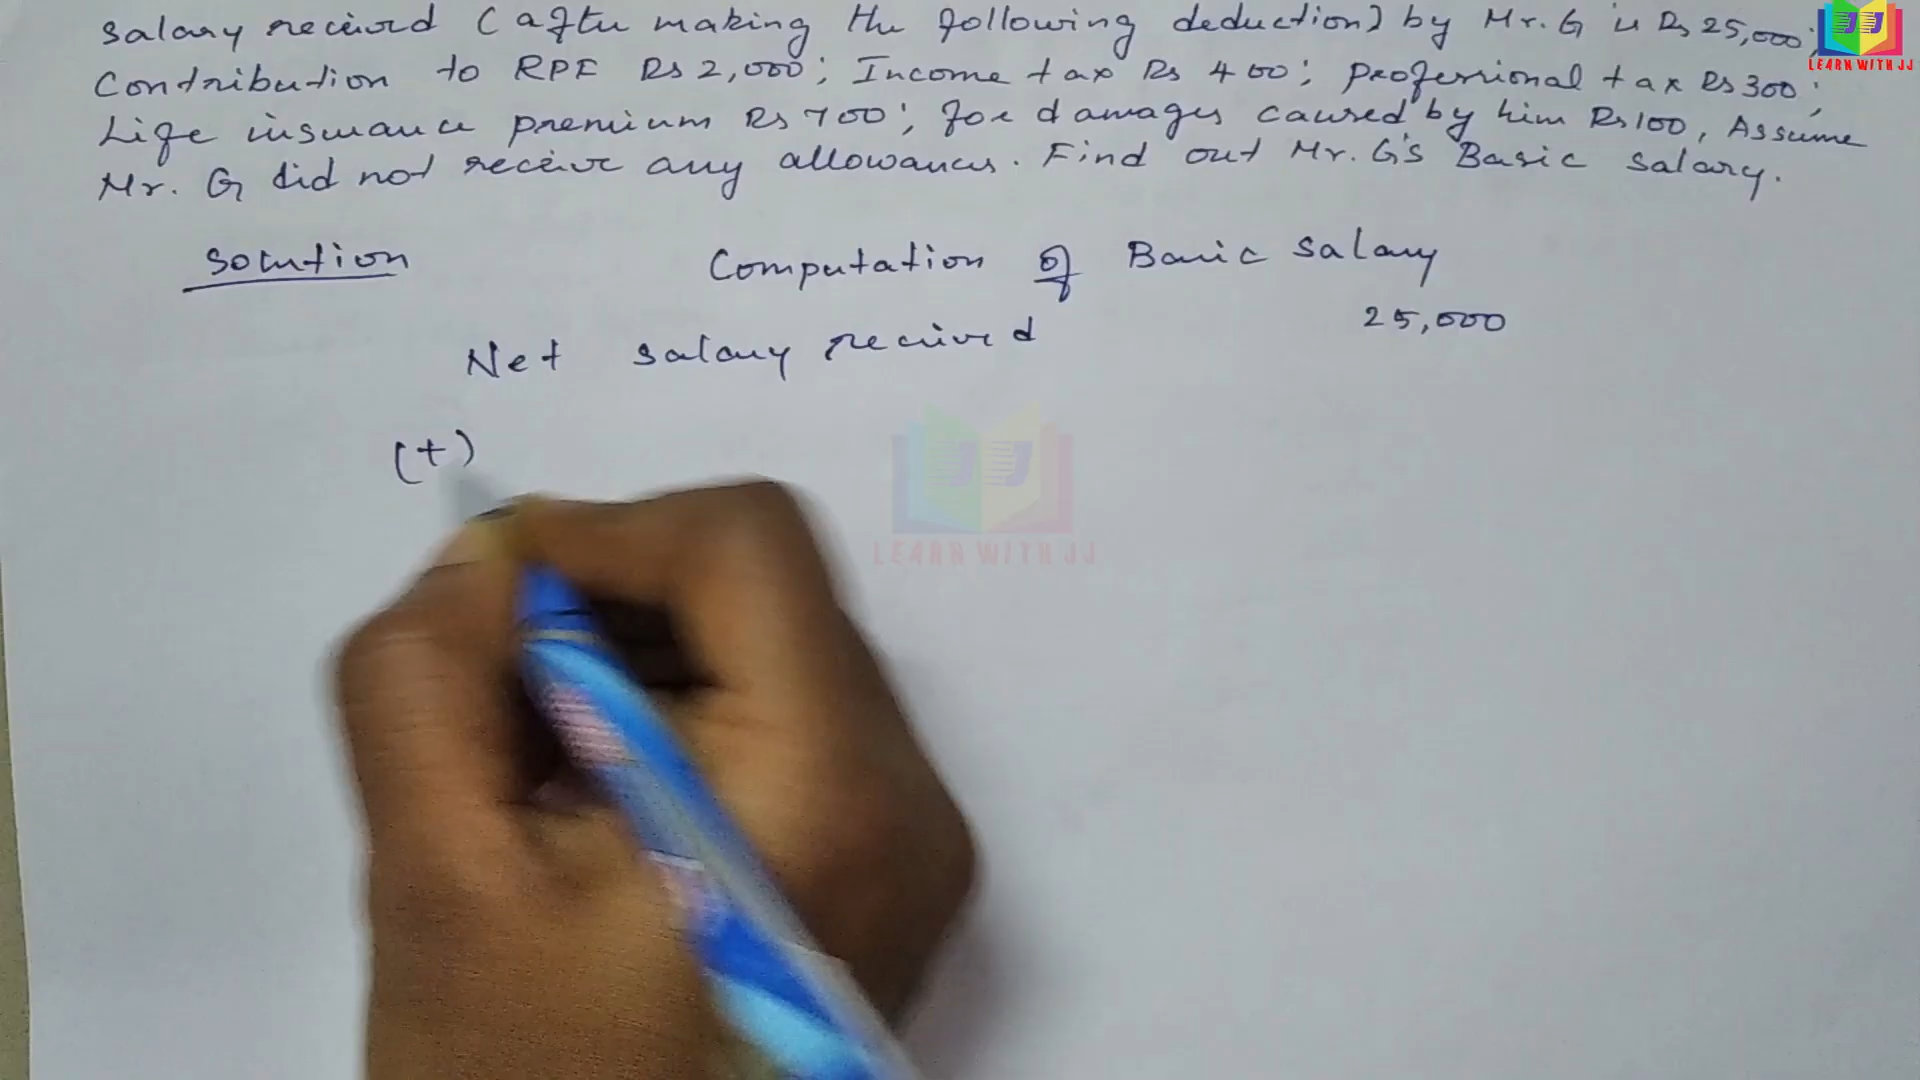 salary received (after making the following deduction) by Mr. G is Rs 25,000;
Contribution to RPF Rs 2,000; Income tax Rs 400; professional tax Rs 300;
Life insurance premium Rs 700; for damages caused by him Rs 100, Assume
Mr. G did not receive any allowances. Find out Mr. G's Basic salary.
Solution
Computation of Basic Salary
Net salary received 25,000
(+)
LEARN WITH JJ
LEARN WITH JJ